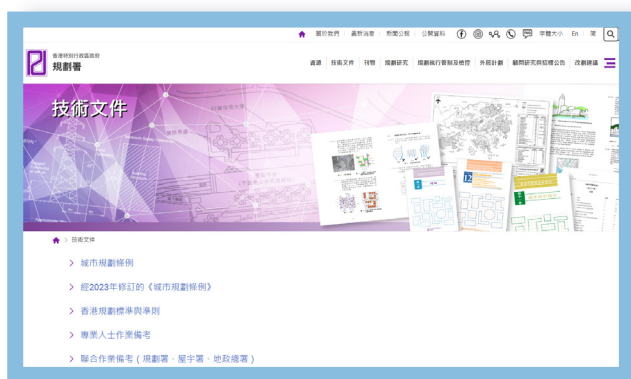 關於我們 最新消息 新聞公報 公開資料 字體大小 En 简
香港特別行政區政府
規劃署
資源 技術文件 刊物 規劃研究 規劃執行管制及檢控 外展計劃 顧問研究與招標公告 改劃建議
技術文件
12
> 技術文件
> 城市規劃條例
> 經2023年修訂的《城市規劃條例》
> 香港規劃標準與準則
> 專業人士作業備考
> 聯合作業備考 ( 規劃署、屋宇署、地政總署 )